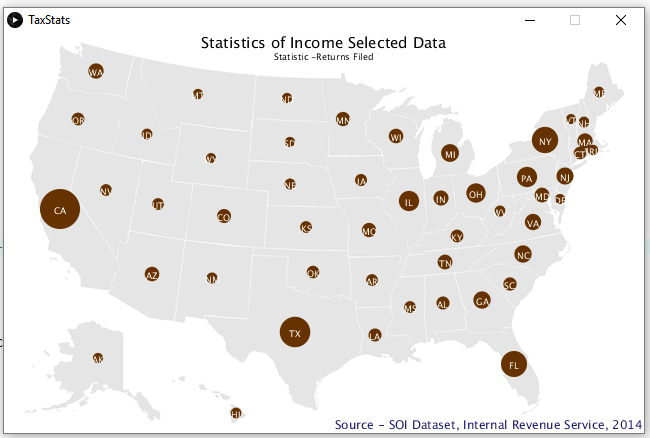 TaxStats
Statistics of Income Selected Data
Statistic -Returns Filed
WA
MT
ND
ME
OR
ID
MN
VT
NH
WI
NY
MA
SD
MI
CT
RI
WY
PA
NJ
NV
NE
IA
OH
MD
DE
UT
IL
IN
CA
CO
WV
VA
KS
MO
KY
NC
TN
AZ
NM
OK
AR
SC
GA
MS
AL
TX
LA
AK
FL
HI
Source - SOI Dataset, Internal Revenue Service, 2014